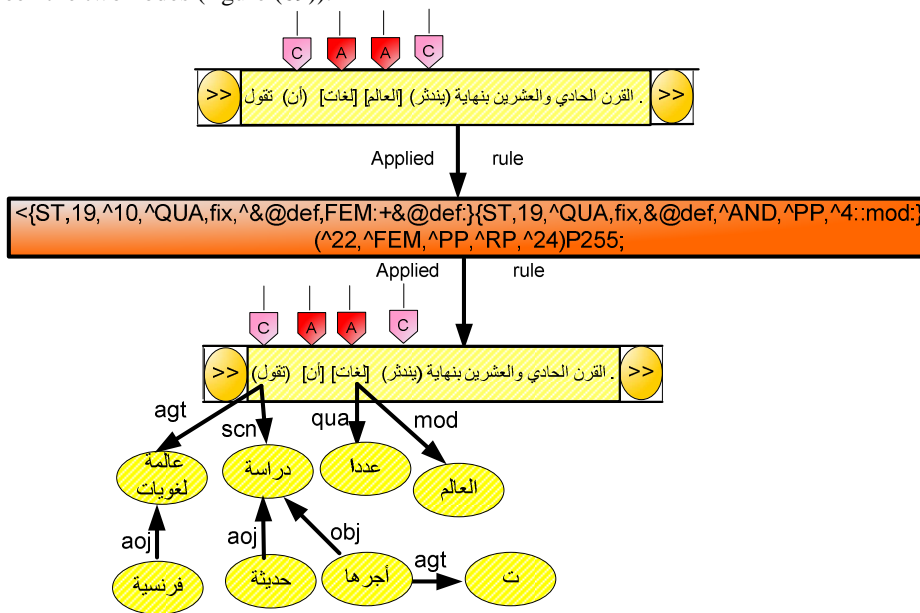 C A A C
>> تقول (أن) [لغات] [العالم] (يندثر) القرن الحادي والعشرين بنهاية . >>
Applied rule
<{ST,19,^10,^QUA,fix,^&@def,FEM:+&@def:}{ST,19,^QUA,fix,&@def,^AND,^PP,^4::mod:}
(^22,^FEM,^PP,^RP,^24)P255;
Applied rule
C A A C
>> (تقول) [أن] [لغات] (يندثر) القرن الحادي والعشرين بنهاية . >>
agt scn qua mod
عالمة لغويات
دراسة
عددا
العالم
aoj aoj obj agt
فرنسية
حديثة
أجرها
ت